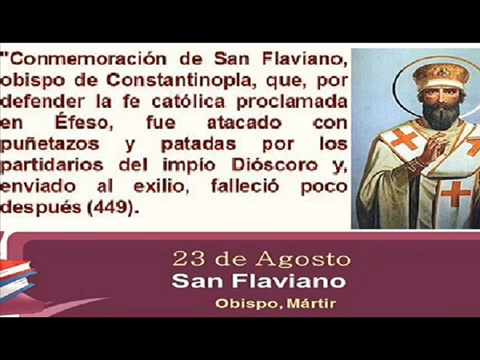 "Conmemoración de San Flaviano,
obispo de Constantinopla, que, por
defender la fe católica proclamada
en Éfeso, fue atacado con
puñetazos y patadas por los
partidarios del impío Dióscoro y,
enviado al exilio, falleció poco
después (449).
23 de Agosto
San Flaviano
Obispo, Mártir